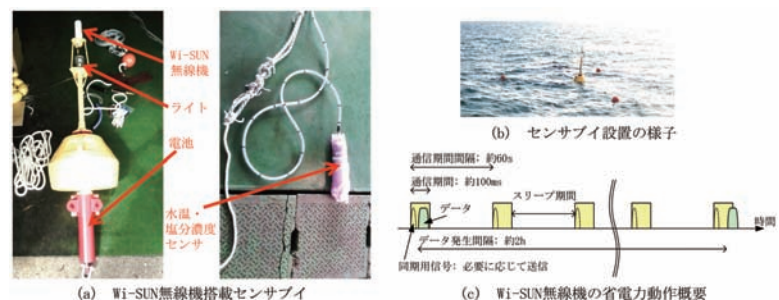 Wi-SUN
無線機
ライト
電池
水温・
塩分濃度
センサ
(a) Wi-SUN無線機搭載センサブイ
(b) センサブイ設置の様子
通信期間間隔: 約60s
通信期間: 約100ms
スリープ期間
データ
時間
データ発生間隔: 約2h
同期用信号: 必要に応じて送信
(c) Wi-SUN無線機の省電力動作概要